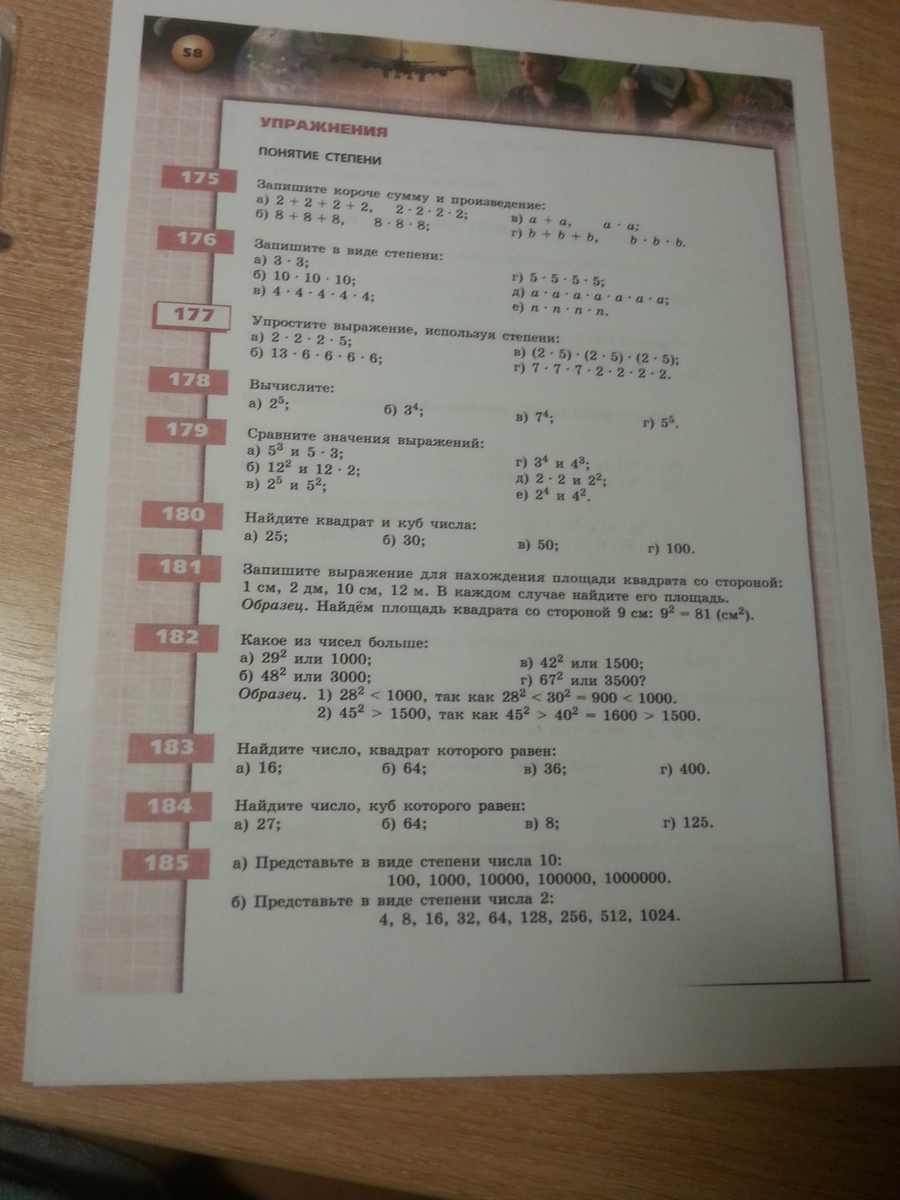 58
УПРАЖНЕНИЯ
ПОНЯТИЕ СТЕПЕНИ
175 Запишите короче сумму и произведение:
а) 2 + 2 + 2 + 2, 2 · 2 · 2 · 2; в) a + a, a · a;
б) 8 + 8 + 8, 8 · 8 · 8; г) b + b + b, b · b · b.
176 Запишите в виде степени:
а) 3 · 3; г) 5 · 5 · 5 · 5;
б) 10 · 10 · 10; д) a · a · a · a · a · a · a;
в) 4 · 4 · 4 · 4 · 4; е) n · n · n · n.
177 Упростите выражение, используя степени:
а) 2 · 2 · 2 · 5; в) (2 · 5) · (2 · 5) · (2 · 5);
б) 13 · 6 · 6 · 6 · 6; г) 7 · 7 · 7 · 2 · 2 · 2 · 2.
178 Вычислите:
а) 2⁵; б) 3⁴; в) 7⁴; г) 5⁵.
179 Сравните значения выражений:
а) 5³ и 5 · 3; г) 3⁴ и 4³;
б) 12² и 12 · 2; д) 2 · 2 и 2²;
в) 2⁵ и 5²; е) 2⁴ и 4².
180 Найдите квадрат и куб числа:
а) 25; б) 30; в) 50; г) 100.
181 Запишите выражение для нахождения площади квадрата со стороной:
1 см, 2 дм, 10 см, 12 м. В каждом случае найдите его площадь.
Образец. Найдём площадь квадрата со стороной 9 см: 9² = 81 (см²).
182 Какое из чисел больше:
а) 29² или 1000; в) 42² или 1500;
б) 48² или 3000; г) 67² или 3500?
Образец. 1) 28² < 1000, так как 28² < 30² = 900 < 1000.
2) 45² > 1500, так как 45² > 40² = 1600 > 1500.
183 Найдите число, квадрат которого равен:
а) 16; б) 64; в) 36; г) 400.
184 Найдите число, куб которого равен:
а) 27; б) 64; в) 8; г) 125.
185 а) Представьте в виде степени числа 10:
100, 1000, 10000, 100000, 1000000.
б) Представьте в виде степени числа 2:
4, 8, 16, 32, 64, 128, 256, 512, 1024.